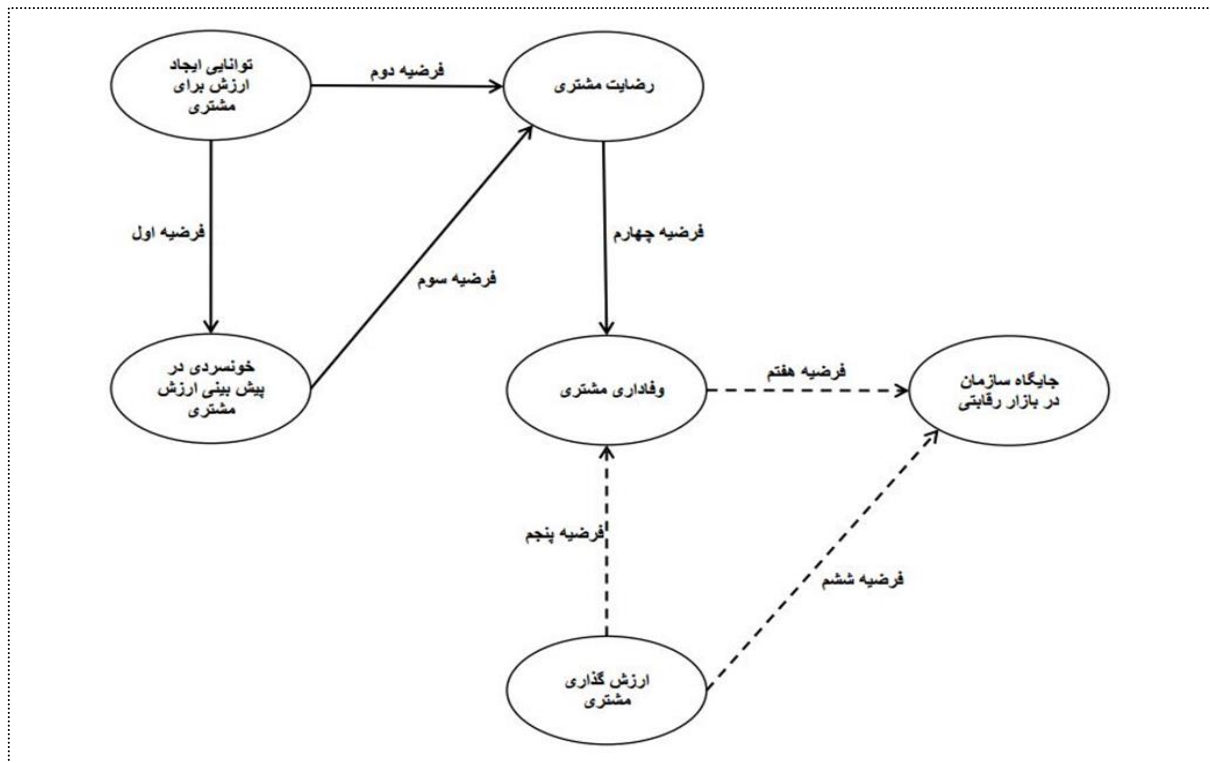 توانایی ایجاد
ارزش برای
مشتری
فرضیه دوم
رضایت مشتری
فرضیه اول
فرضیه سوم
فرضیه چهارم
خونسردی در
پیش بینی ارزش
مشتری
وفاداری مشتری
فرضیه هفتم
جایگاه سازمان
در بازار رقابتی
فرضیه پنجم
فرضیه ششم
ارزش گذاری
مشتری